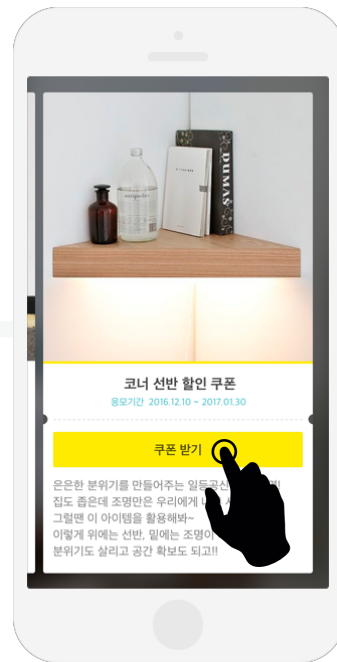 DUMAS
코너 선반 할인 쿠폰
응모기간 2016.12.10 ~ 2017.01.30
쿠폰 받기
은은한 분위기를 만들어주는 일등공신
집도 좁은데 조명만은 우리에게
그럴땐 이 아이템을 활용해봐~
이렇게 위에는 선반, 밑에는 조명이
분위기도 살리고 공간 확보도 되고!!